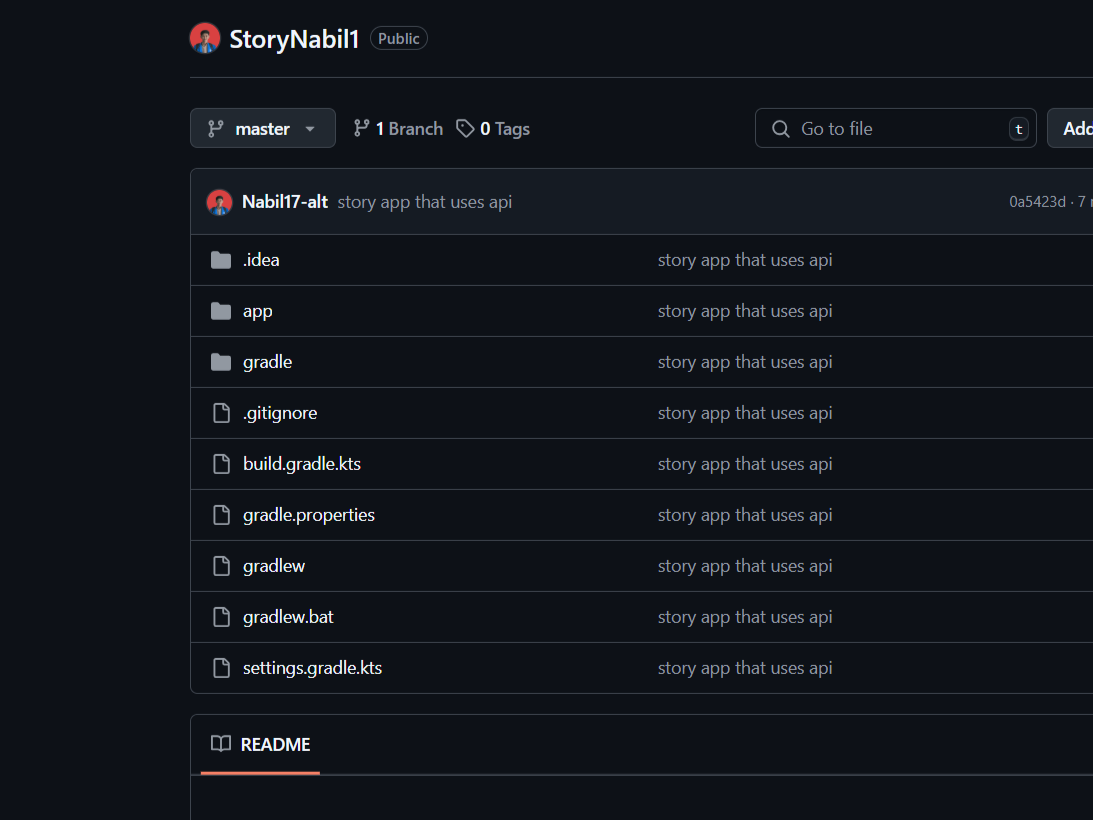 StoryNabil1 Public
master 1 Branch 0 Tags Go to file t Add
Nabil17-alt story app that uses api 0a5423d · 7
.idea story app that uses api
app story app that uses api
gradle story app that uses api
.gitignore story app that uses api
build.gradle.kts story app that uses api
gradle.properties story app that uses api
gradlew story app that uses api
gradlew.bat story app that uses api
settings.gradle.kts story app that uses api
README